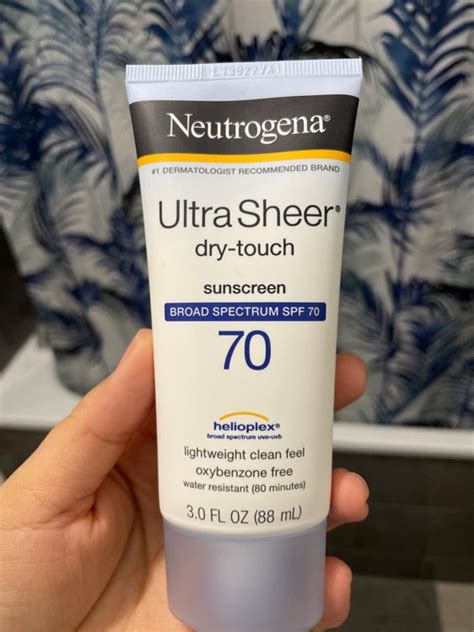 Neutrogena®
#1 DERMATOLOGIST RECOMMENDED BRAND
Ultra Sheer®
dry-touch
sunscreen
BROAD SPECTRUM SPF 70
70
helioplex®
broad spectrum uva-uvb
lightweight clean feel
oxybenzone free
water resistant (80 minutes)
3.0 FL OZ (88 mL)